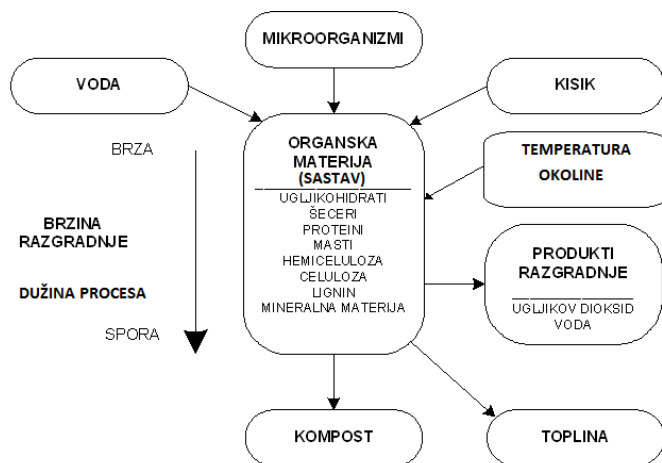 MIKROORGANIZMI
VODA
KISIK
BRZA
BRZINA
RAZGRADNJE
DUŽINA PROCESA
SPORA
ORGANSKA
MATERIJA
(SASTAV)
UGLJIKOHIDRATI
ŠECERI
PROTEINI
MASTI
HEMICELULOZA
CELULOZA
LIGNIN
MINERALNA MATERIJA
TEMPERATURA
OKOLINE
PRODUKTI
RAZGRADNJE
UGLJIKOV DIOKSID
VODA
KOMPOST
TOPLINA